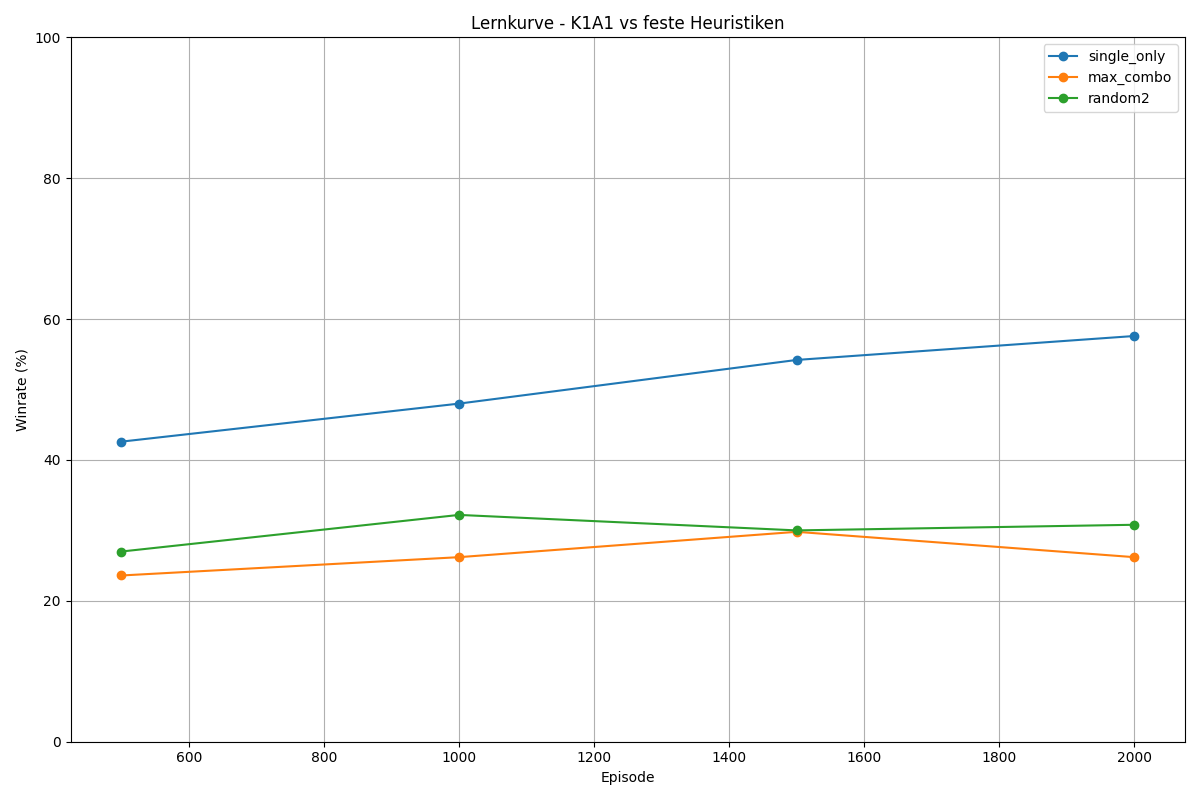 Lernkurve - K1A1 vs feste Heuristiken
single_only
max_combo
random2
Winrate (%)
100
80
60
40
20
0
600 800 1000 1200 1400 1600 1800 2000
Episode